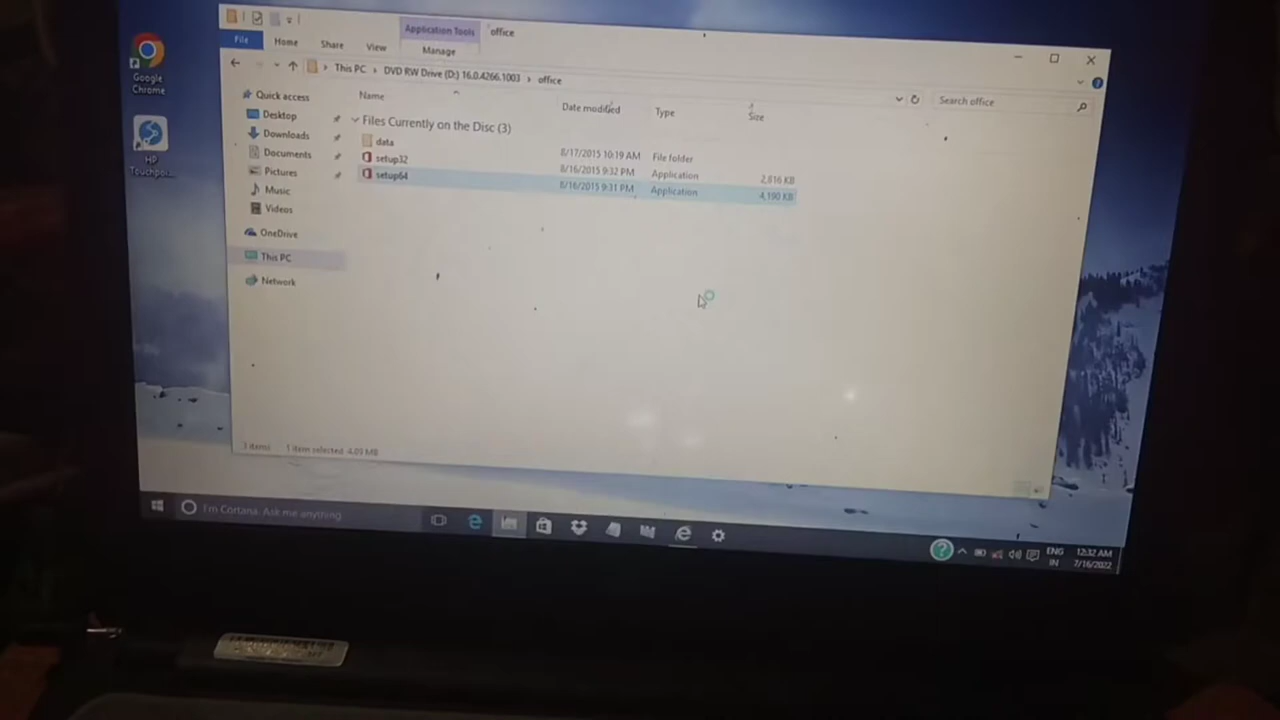 Application Tools
office
File
Home
Share
View
Manage
This PC
DVD RW Drive (D:) 16.0.4266.1003
office
Search office
Google
Chrome
HP
Touchpoi...
Quick access
Desktop
Downloads
Documents
Pictures
Music
Videos
OneDrive
This PC
Network
Name
Date modified
Type
Size
Files Currently on the Disc (3)
data
8/17/2015 10:19 AM
File folder
setup32
8/16/2015 9:32 PM
Application
2,816 KB
setup64
8/16/2015 9:31 PM
Application
4,190 KB
3 items
1 item selected 4.09 MB
I'm Cortana. Ask me anything.
ENG
IN
12:32 AM
7/16/2022